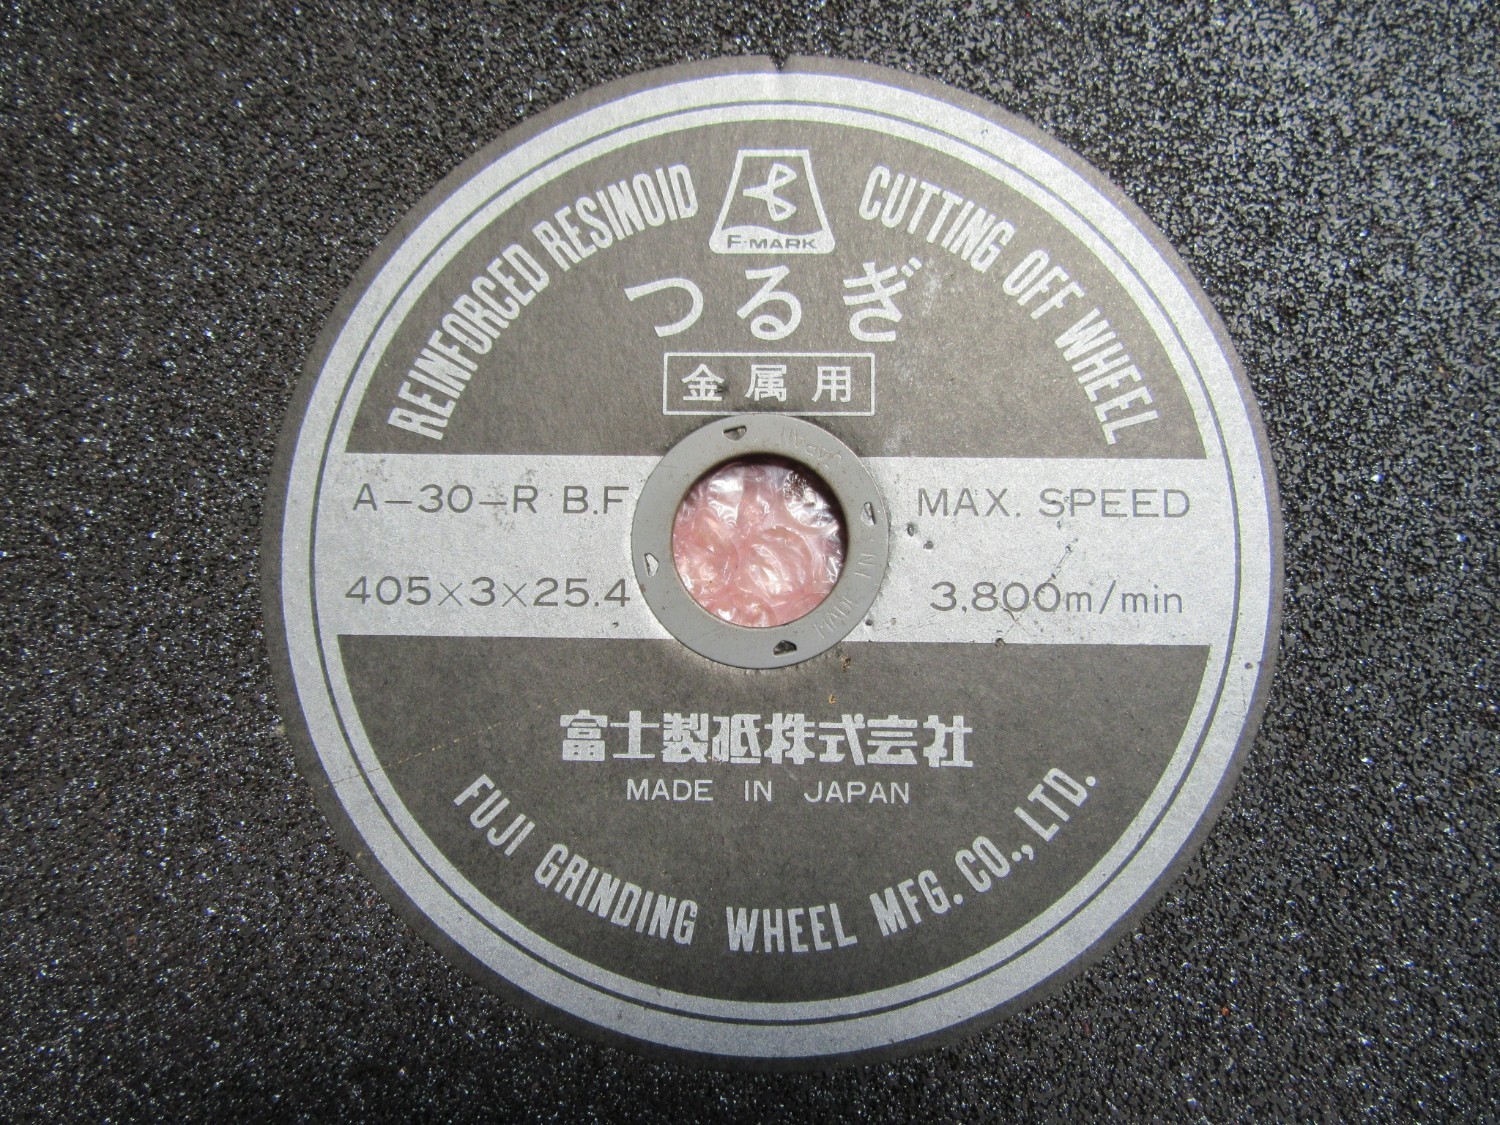 F-MARK
REINFORCED RESINOID CUTTING OFF WHEEL
つるぎ
金属用
A-30-R B.F
405×3×25.4
MAX. SPEED
3,800m/min
MADE IN
富士製砥株式会社
MADE IN JAPAN
FUJI GRINDING WHEEL MFG. CO., LTD.